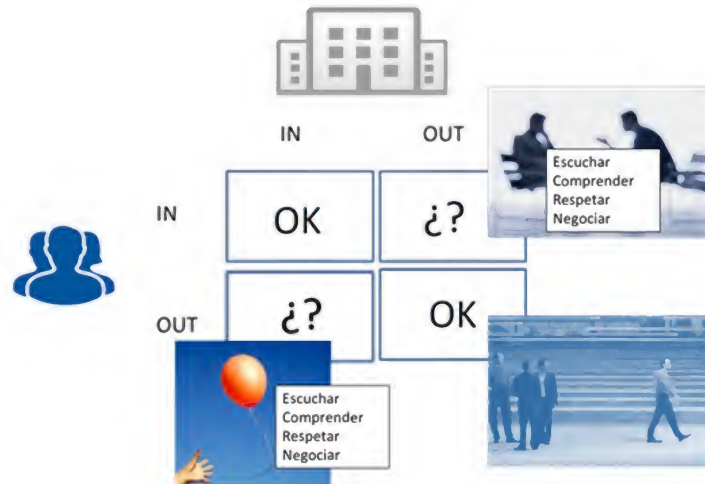 IN OUT
Escuchar
Comprender
Respetar
Negociar
IN OK ¿?
OUT ¿? OK
Escuchar
Comprender
Respetar
Negociar